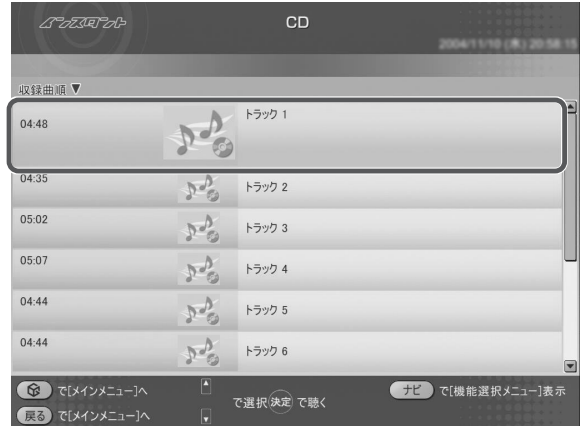 インスタント
CD
2004/11/10 (木) 20:58:15
収録曲順▼
04:48 トラック 1
04:35 トラック 2
05:02 トラック 3
05:07 トラック 4
04:44 トラック 5
04:44 トラック 6
で[メインメニュー]へ
で選択 決定 で聴く
ナビ で[機能選択メニュー]表示
戻る で[メインメニュー]へ